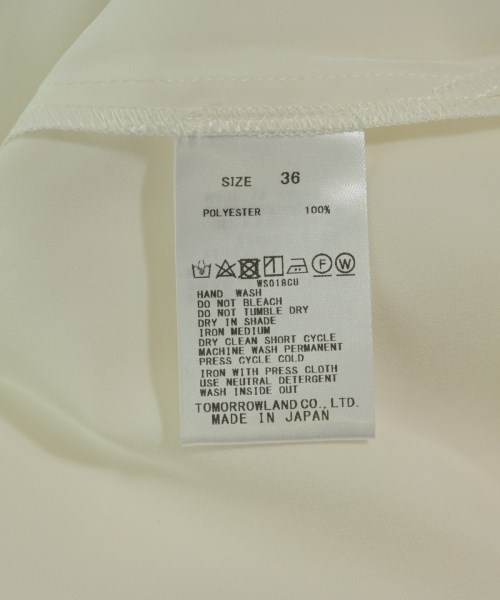 SIZE 36
POLYESTER 100%
WS018CU
HAND WASH
DO NOT BLEACH
DO NOT TUMBLE DRY
DRY IN SHADE
IRON MEDIUM
DRY CLEAN SHORT CYCLE
MACHINE WASH PERMANENT
PRESS CYCLE COLD
IRON WITH PRESS CLOTH
USE NEUTRAL DETERGENT
WASH INSIDE OUT
TOMORROWLAND CO., LTD.
MADE IN JAPAN